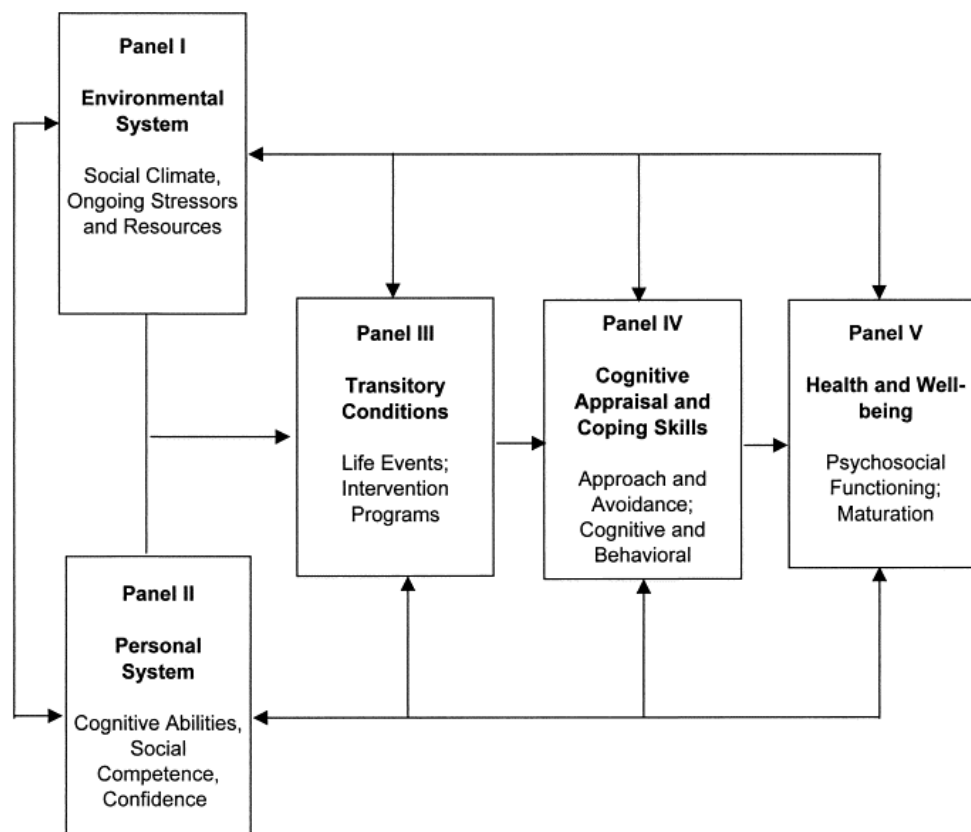 Panel I
Environmental
System
Social Climate,
Ongoing Stressors
and Resources
Panel II
Personal
System
Cognitive Abilities,
Social
Competence,
Confidence
Panel III
Transitory
Conditions
Life Events;
Intervention
Programs
Panel IV
Cognitive
Appraisal and
Coping Skills
Approach and
Avoidance;
Cognitive and
Behavioral
Panel V
Health and Well-
being
Psychosocial
Functioning;
Maturation